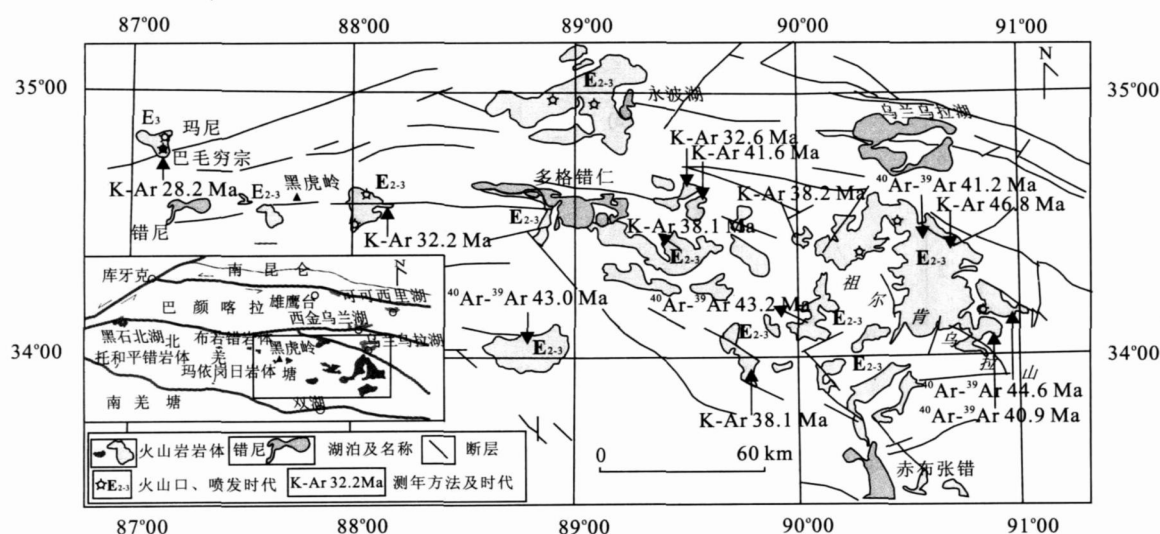 87°00′ 88°00′ 89°00′ 90°00′ 91°00′
N
35°00′ 35°00′
E₂₋₃
永波湖
乌兰乌拉湖
E₃
玛尼
巴毛穷宗
K-Ar 28.2 Ma
错尼
E₂₋₃
黑虎岭
E₂₋₃
K-Ar 32.2 Ma
多格错仁
E₂₋₃
K-Ar 32.6 Ma
K-Ar 41.6 Ma
K-Ar 38.2 Ma
⁴⁰Ar-³⁹Ar 41.2 Ma
K-Ar 46.8 Ma
K-Ar 38.1 Ma
E₂₋₃
E₂₋₃
⁴⁰Ar-³⁹Ar 43.0 Ma
E₂₋₃
⁴⁰Ar-³⁹Ar 43.2 Ma
E₂₋₃
E₂₋₃
E₂₋₃
祖尔肯乌拉山
34°00′ 34°00′
⁴⁰Ar-³⁹Ar 44.6 Ma
⁴⁰Ar-³⁹Ar 40.9 Ma
K-Ar 38.1 Ma
赤布张错
0 60 km
N
库牙克
南昆仑
巴颜喀拉
雄鹰台
可可西里湖
西金乌兰湖
黑石北湖
北羌塘
布若错岩体
乌兰乌拉湖
黑虎岭
托和平错岩体
玛依岗日岩体
南羌塘
双湖
火山岩岩体 错尼 湖泊及名称 断层
E₂₋₃ 火山口、喷发时代 K-Ar 32.2Ma 测年方法及时代
87°00′ 88°00′ 89°00′ 90°00′ 91°00′